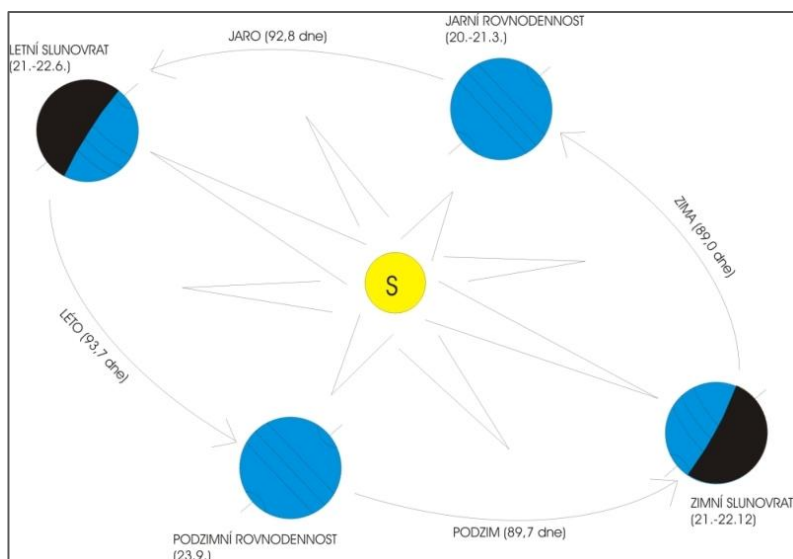 JARNÍ ROVNODENNOST
(20.-21.3.)
JARO (92,8 dne)
LETNÍ SLUNOVRAT
(21.-22.6.)
ZIMA (89,0 dne)
S
LÉTO (93,7 dne)
ZIMNÍ SLUNOVRAT
(21.-22.12)
PODZIM (89,7 dne)
PODZIMNÍ ROVNODENNOST
(23.9.)